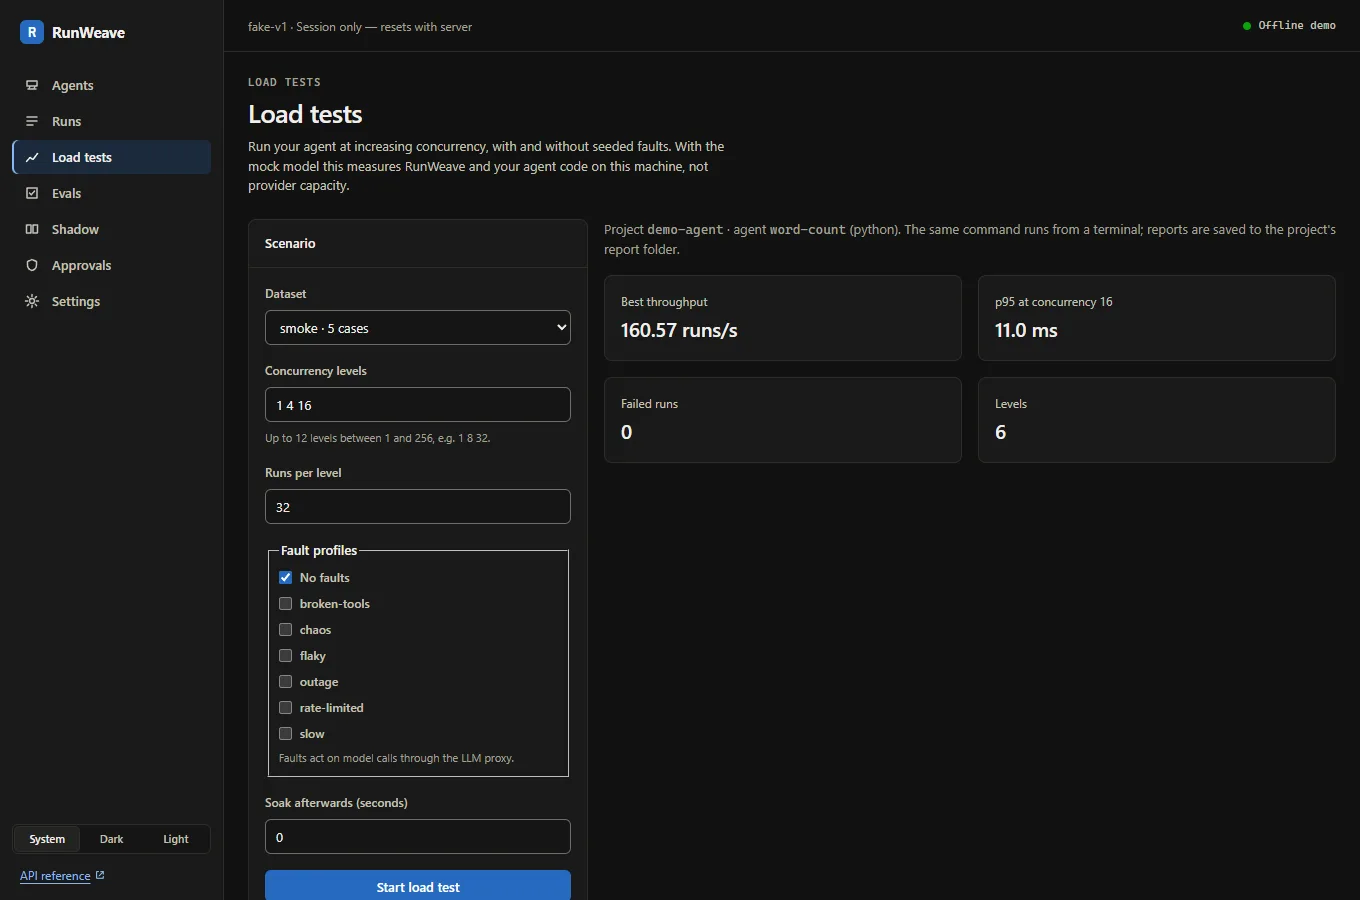 R RunWeave
Agents
Runs
Load tests
Evals
Shadow
Approvals
Settings
System Dark Light
API reference
fake-v1 · Session only — resets with server
Offline demo
LOAD TESTS
Load tests
Run your agent at increasing concurrency, with and without seeded faults. With the
mock model this measures RunWeave and your agent code on this machine, not
provider capacity.
Scenario
Dataset
smoke · 5 cases
Concurrency levels
1 4 16
Up to 12 levels between 1 and 256, e.g. 1 8 32.
Runs per level
32
Fault profiles
No faults
broken-tools
chaos
flaky
outage
rate-limited
slow
Faults act on model calls through the LLM proxy.
Soak afterwards (seconds)
0
Start load test
Project demo-agent · agent word-count (python). The same command runs from a terminal; reports are saved to the project's
report folder.
Best throughput
160.57 runs/s
p95 at concurrency 16
11.0 ms
Failed runs
0
Levels
6